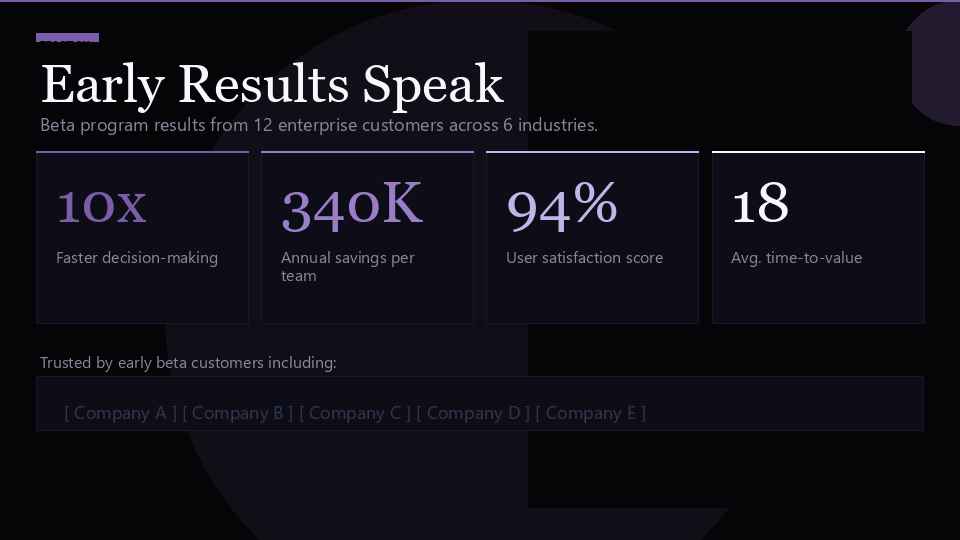 Early Results Speak
Beta program results from 12 enterprise customers across 6 industries.
10x
Faster decision-making
340K
Annual savings per
team
94%
User satisfaction score
18
Avg. time-to-value
Trusted by early beta customers including:
[ Company A ] [ Company B ] [ Company C ] [ Company D ] [ Company E ]